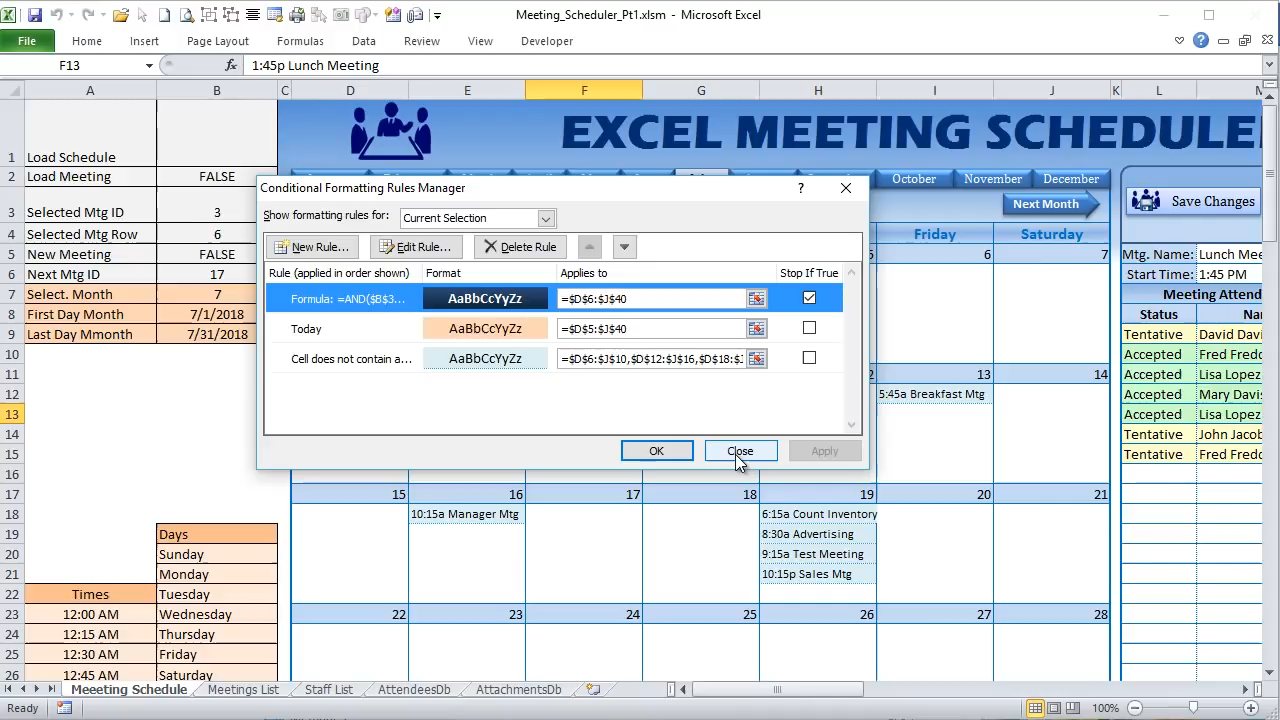 Meeting_Scheduler_Pt1.xlsm - Microsoft Excel
File Home Insert Page Layout Formulas Data Review View Developer
F13 fx 1:45p Lunch Meeting
A B C D E F G H I J K L M
1 Load Schedule
EXCEL MEETING SCHEDULER
2 Load Meeting FALSE
October November December
3 Selected Mtg ID 3
Next Month
Save Changes
4 Selected Mtg Row 6
Friday Saturday
5 New Meeting FALSE
6 7
Mtg. Name: Lunch Mee
6 Next Mtg ID 17
Start Time: 1:45 PM
7 Select. Month 7
Meeting Attend
8 First Day Month 7/1/2018
Status Na
9 Last Day Mmonth 7/31/2018
Tentative David Davi
10 Accepted Fred Fredd
11 13 14 Accepted Lisa Lopez
12 5:45a Breakfast Mtg Accepted Mary Davis
13 Accepted Lisa Lopez
14 Tentative John Jacob
15 Tentative Fred Fredd
16
Conditional Formatting Rules Manager ?
Show formatting rules for: Current Selection
New Rule... Edit Rule... Delete Rule
Rule (applied in order shown) Format Applies to Stop If True
Formula: =AND($B$3... AaBbCcYyZz =$D$6:$J$40
Today AaBbCcYyZz =$D$5:$J$40
Cell does not contain a... AaBbCcYyZz =$D$6:$J$10,$D$12:$J$16,$D$18:$J
OK Close Apply
17 15 16 17 18 19 20 21
18 10:15a Manager Mtg 6:15a Count Inventory
19 Days 8:30a Advertising
20 Sunday 9:15a Test Meeting
21 Monday 10:15p Sales Mtg
22 Times Tuesday
23 12:00 AM Wednesday 22 23 24 25 26 27 28
24 12:15 AM Thursday
25 12:30 AM Friday
26 12:45 AM Saturday
Meeeting Schedule Meetings List Staff List AttendeesDb AttachmentsDb
Ready 100%